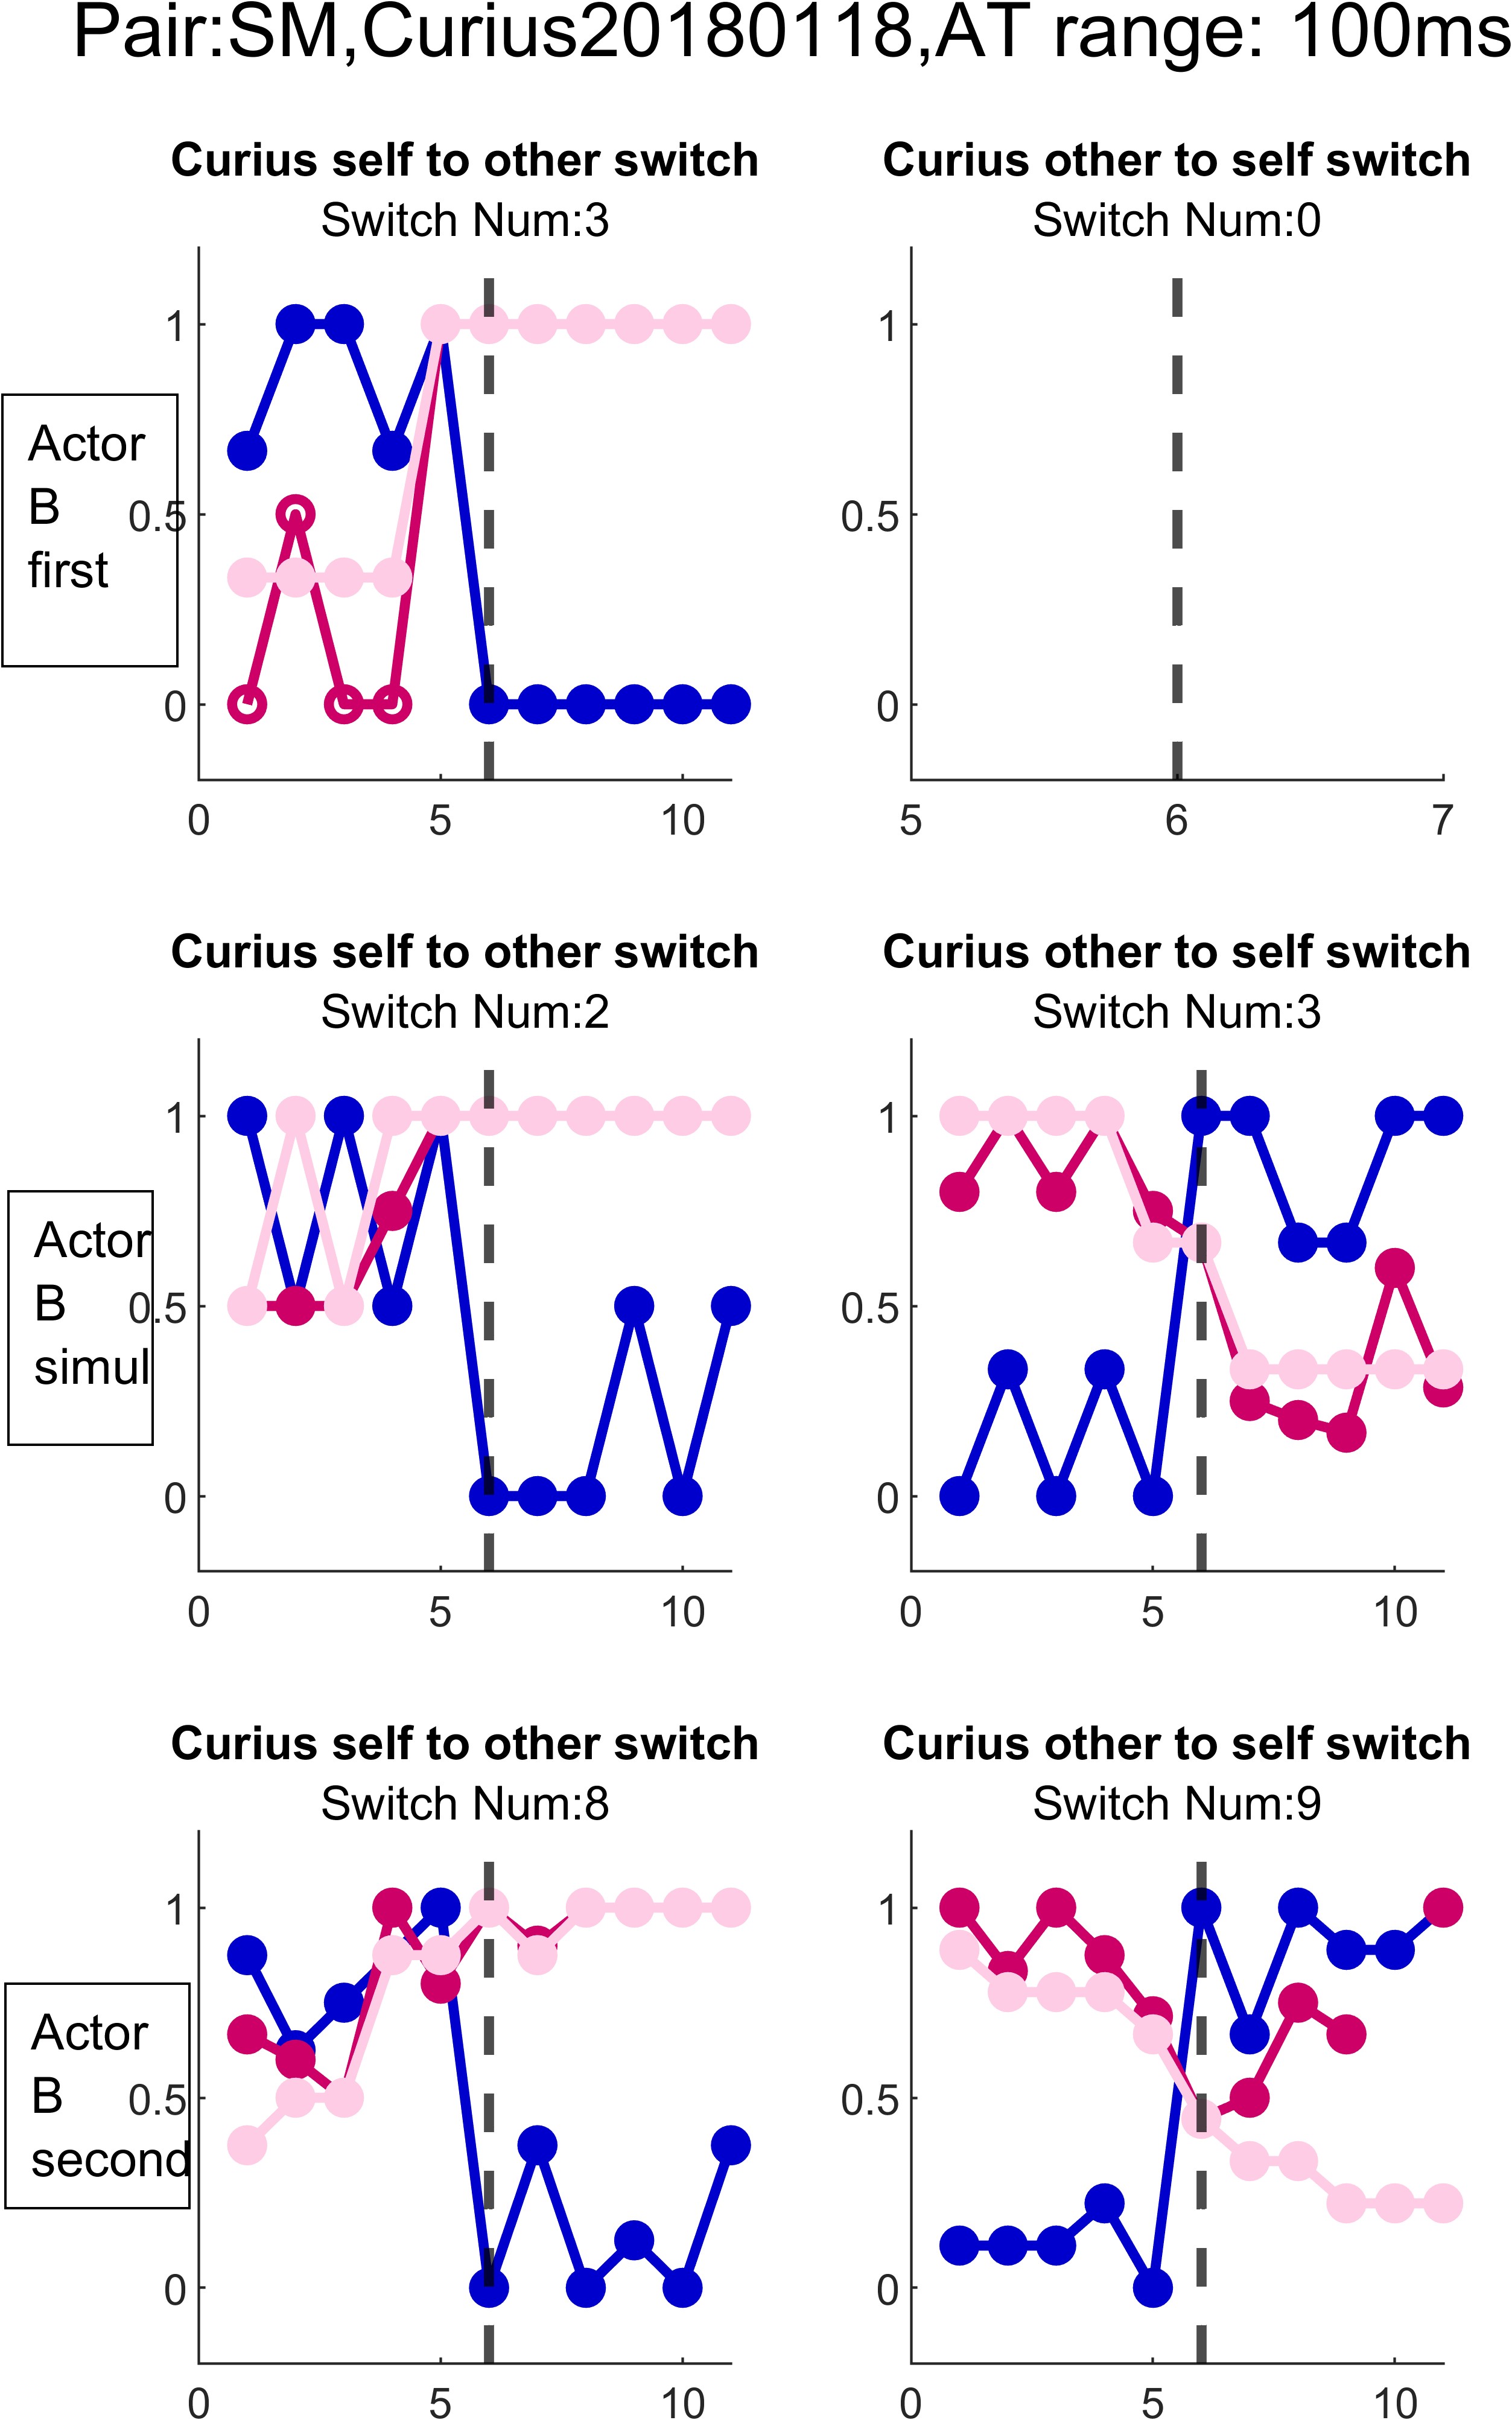 Pair:SM,Curius20180118,AT range: 100ms
Curius self to other switch
Switch Num:3
1
0.5
0
0
5
10
Actor
B
first
Curius other to self switch
Switch Num:0
1
0.5
0
5
6
7
Curius self to other switch
Switch Num:2
1
0.5
0
0
5
10
Actor
B
simul
Curius other to self switch
Switch Num:3
1
0.5
0
0
5
10
Curius self to other switch
Switch Num:8
1
0.5
0
0
5
10
Actor
B
second
Curius other to self switch
Switch Num:9
1
0.5
0
0
5
10